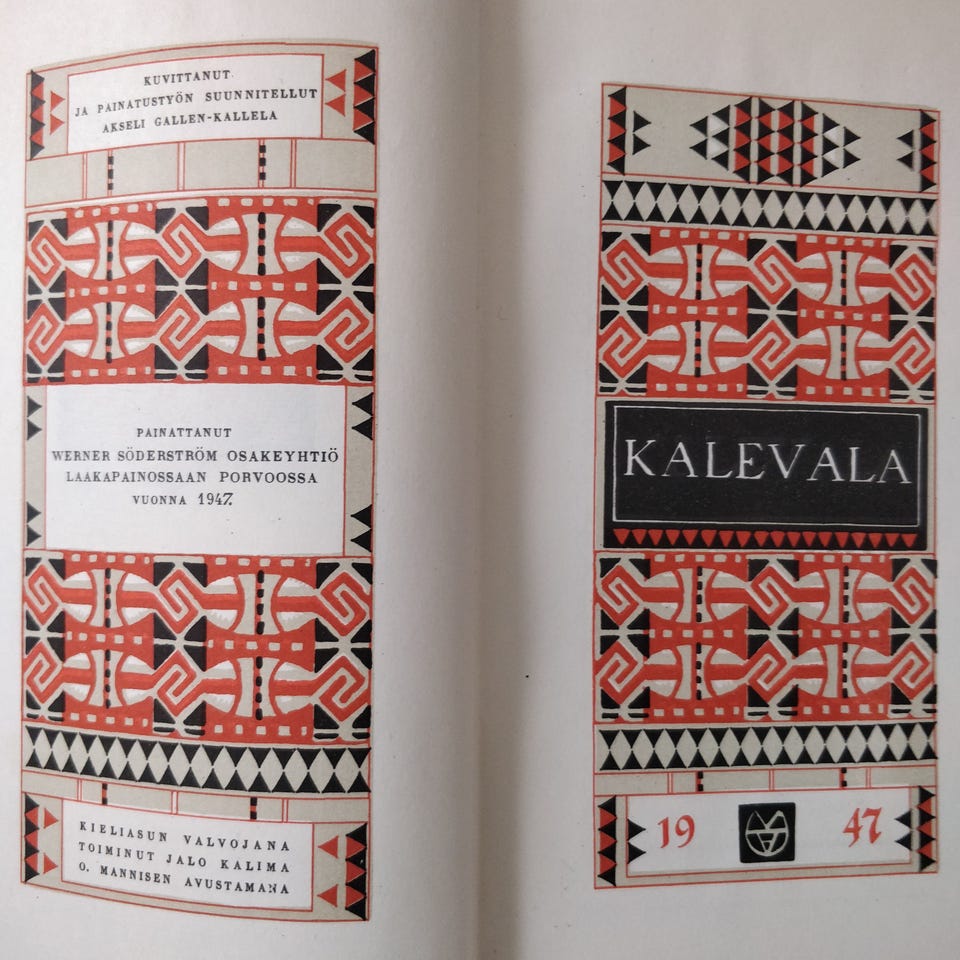 KUVITTANUT
JA PAINATUSTYÖN SUUNNITELLUT
AKSELI GALLEN-KALLELA
PAINATTANUT
WERNER SÖDERSTRÖM OSAKEYHTIÖ
LAAKAPAINOSSAAN PORVOOSSA
VUONNA 1947.
KIELIASUN VALVOJANA
TOIMINUT JALO KALIMA
O. MANNISEN AVUSTAMANA
KALEVALA
19 47